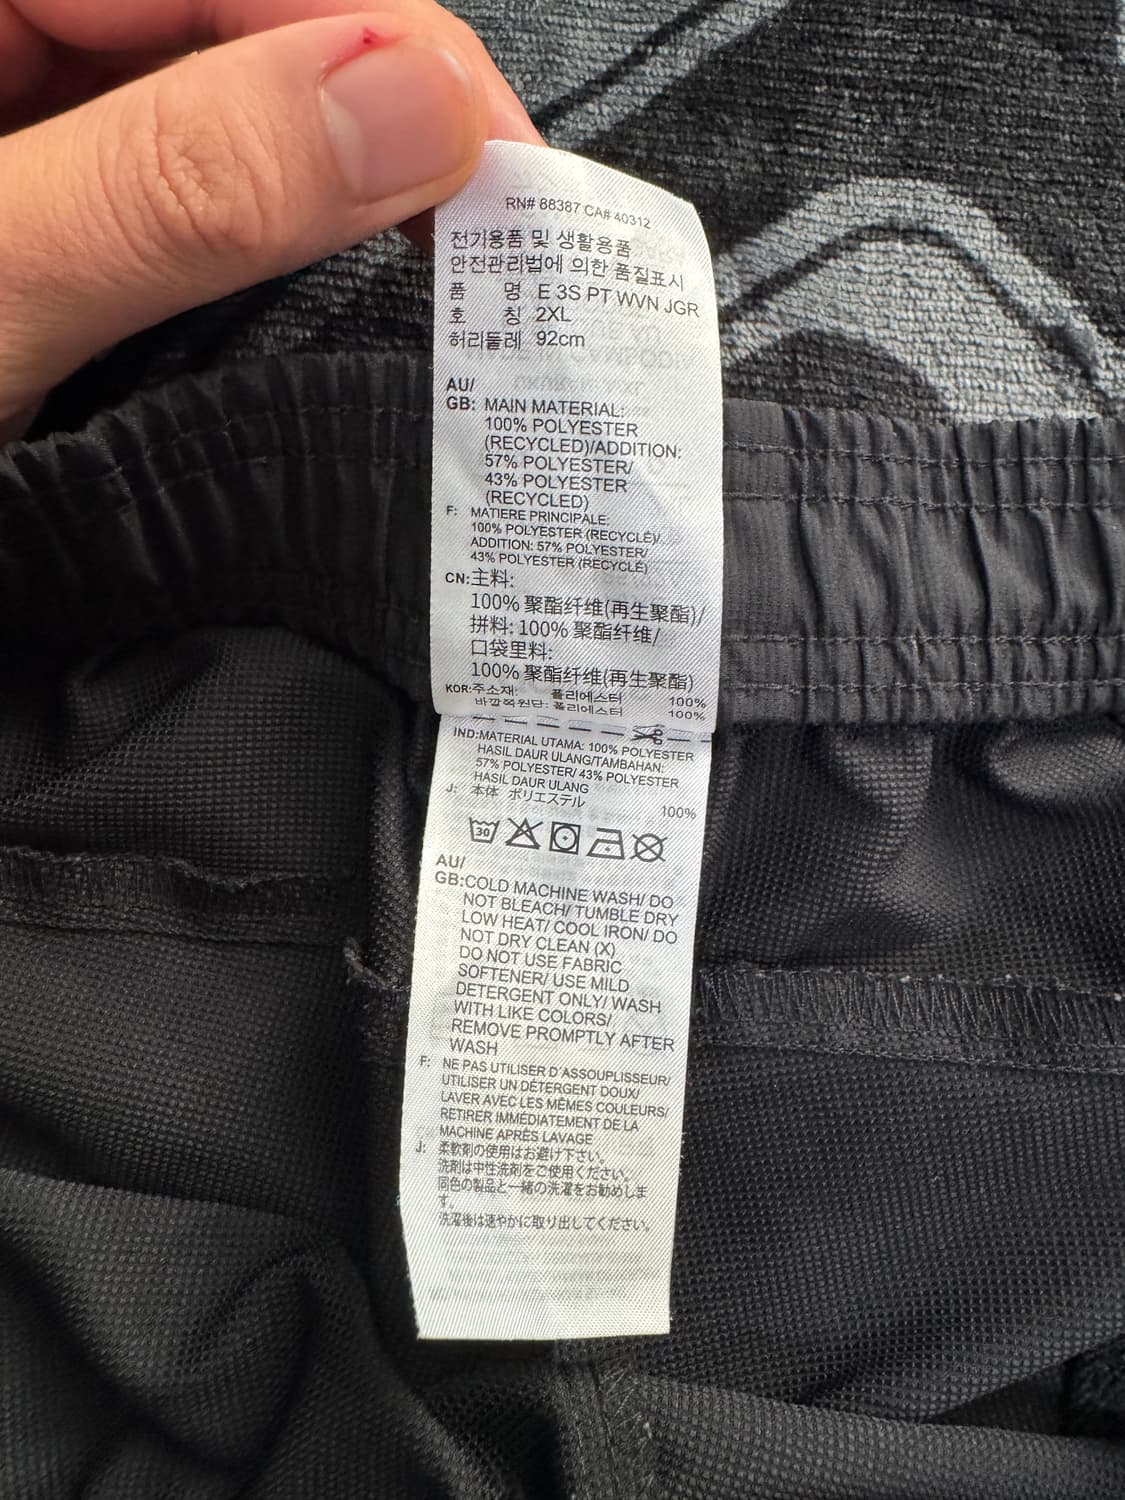 RN# 88387 CA# 40312
전기용품 및 생활용품
안전관리법에 의한 품질표시
품 명 E 3S PT WVN JGR
호 칭 2XL
허리둘레 92cm
AU/
GB: MAIN MATERIAL:
100% POLYESTER
(RECYCLED)/ADDITION:
57% POLYESTER/
43% POLYESTER
(RECYCLED)
F: MATIERE PRINCIPALE:
100% POLYESTER (RECYCLÉ)/
ADDITION: 57% POLYESTER/
43% POLYESTER (RECYCLÉ)
CN:主料:
100% 聚酯纤维(再生聚酯)/
拼料: 100% 聚酯纤维/
口袋里料:
100% 聚酯纤维(再生聚酯)
KOR:주소재: 폴리에스터 100%
바깥쪽원단: 폴리에스터 100%
IND:MATERIAL UTAMA: 100% POLYESTER
HASIL DAUR ULANG/TAMBAHAN:
57% POLYESTER/ 43% POLYESTER
HASIL DAUR ULANG
J: 本体 ポリエステル 100%
30
AU/
GB:COLD MACHINE WASH/ DO
NOT BLEACH/ TUMBLE DRY
LOW HEAT/ COOL IRON/ DO
NOT DRY CLEAN (X)
DO NOT USE FABRIC
SOFTENER/ USE MILD
DETERGENT ONLY/ WASH
WITH LIKE COLORS/
REMOVE PROMPTLY AFTER
WASH
F: NE PAS UTILISER D'ASSOUPLISSEUR/
UTILISER UN DÉTERGENT DOUX/
LAVER AVEC LES MÊMES COULEURS/
RETIRER IMMÉDIATEMENT DE LA
MACHINE APRÈS LAVAGE
J: 柔軟剤の使用はお避け下さい。
洗剤は中性洗剤をご使用ください。
同色の製品と一緒の洗濯をお勧めしま
す。
洗濯後は速やかに取り出してください。